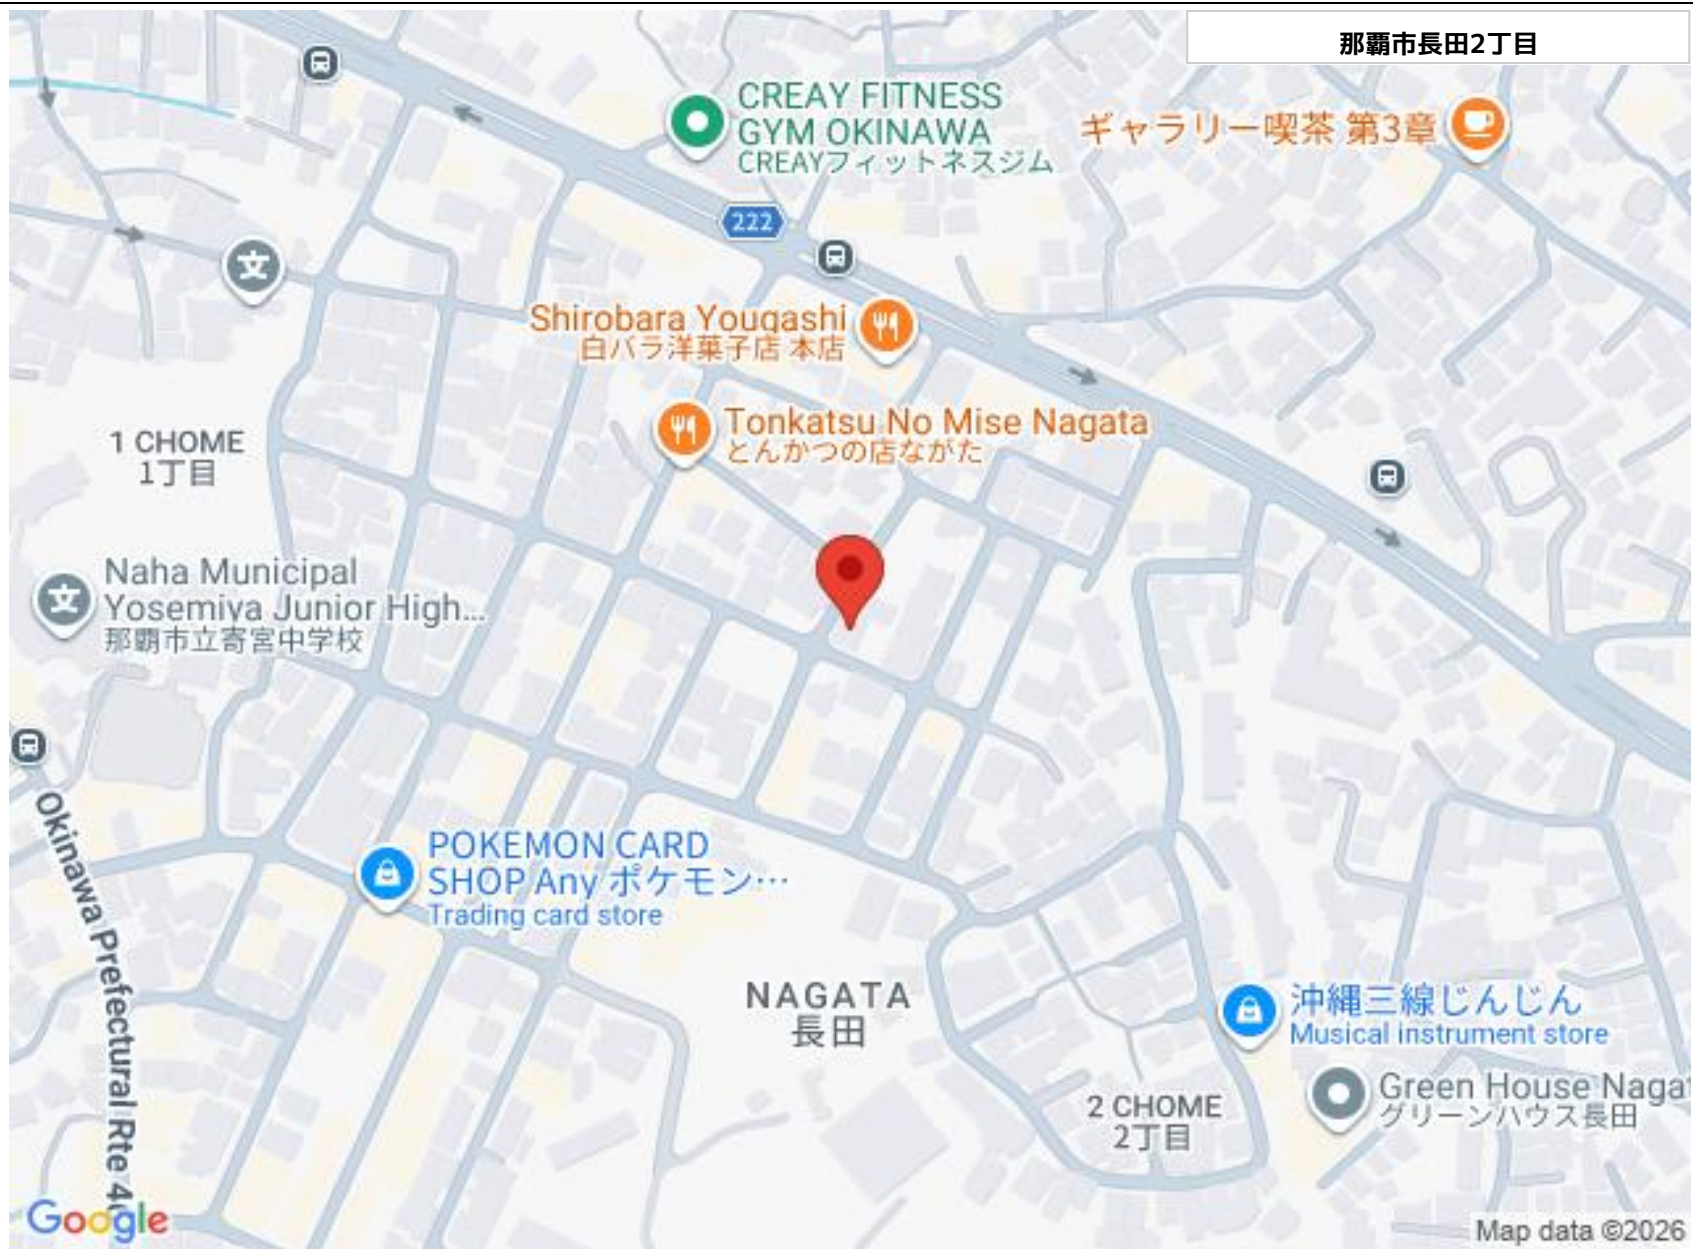 那覇市長田2丁目
CREAY FITNESS
GYM OKINAWA
CREAYフィットネスジム
ギャラリー喫茶 第3章
222
文
Shirobara Yougashi
白バラ洋菓子店 本店
Tonkatsu No Mise Nagata
とんかつの店ながた
1 CHOME
1丁目
文
Naha Municipal
Yosemiya Junior High...
那覇市立寄宮中学校
Okinawa Prefectural Rte 46
POKEMON CARD
SHOP Any ポケモン…
Trading card store
NAGATA
長田
沖縄三線じんじん
Musical instrument store
Green House Nagat
グリーンハウス長田
2 CHOME
2丁目
Google
Map data ©2026